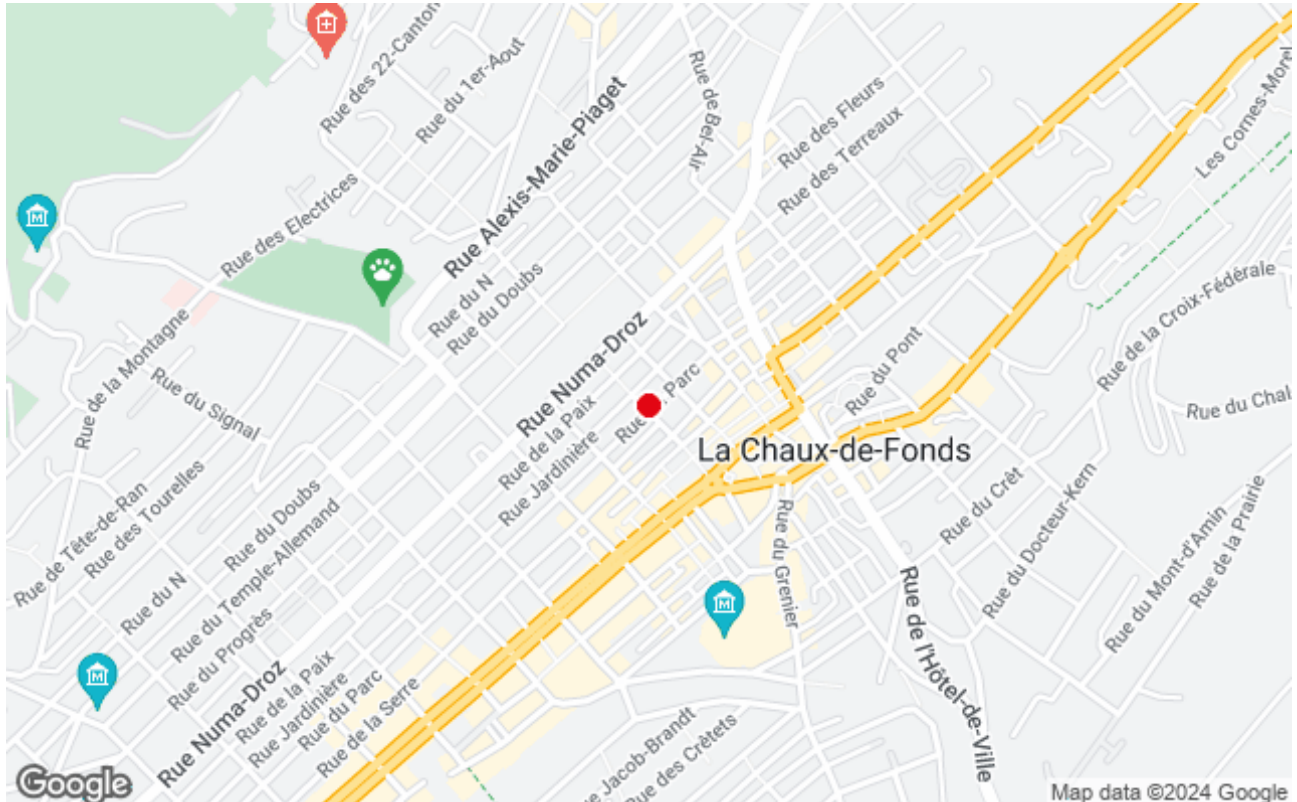 Rue des 22-Canton
Rue du 1er-Aout
Rue de Bel-Air
Rue des Fleurs
Rue des Terreaux
Les Cornes-Morel
Rue Alexis-Marie-Piaget
Rue des Electrices
Rue du N
Rue du Doubs
Rue de la Croix-Fédérale
Rue de la Montagne
Rue du Signal
Rue Numa-Droz
Rue du Pont
Parc
Rue de la Paix
Rue Jardinière
Rue du Chal
La Chaux-de-Fonds
Rue de Tête-de-Ran
Rue des Tourelles
Rue du Doubs
Rue du Temple-Allemand
Rue du N
Rue du Progrès
Rue du Grenier
Rue du Crêt
Rue du Docteur-Kern
Rue du Mont-d'Amin
Rue de la Prairie
Rue de l'Hôtel-de-Ville
Rue Numa-Droz
Rue de la Paix
Rue Jardinière
Rue du Parc
Rue de la Serre
Jacob-Brandt
Rue des Crêtets
Google
Map data ©2024 Google